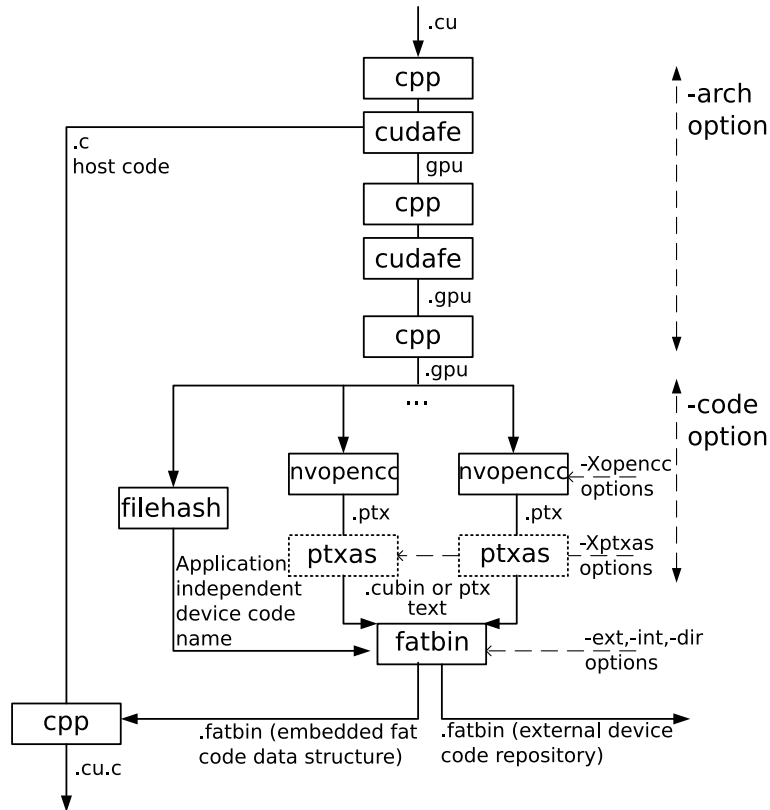 .cu
cpp
-arch
option
cudafe
.c
host code
gpu
cpp
cudafe
.gpu
cpp
.gpu
...
-code
option
nvopencc
nvopencc
-Xopencc
options
filehash
.ptx
.ptx
ptxas
ptxas
-Xptxas
options
Application
independent
device code
name
.cubin or ptx
text
fatbin
-ext,-int,-dir
options
cpp
.fatbin (embedded fat
code data structure)
.fatbin (external device
code repository)
.cu.c